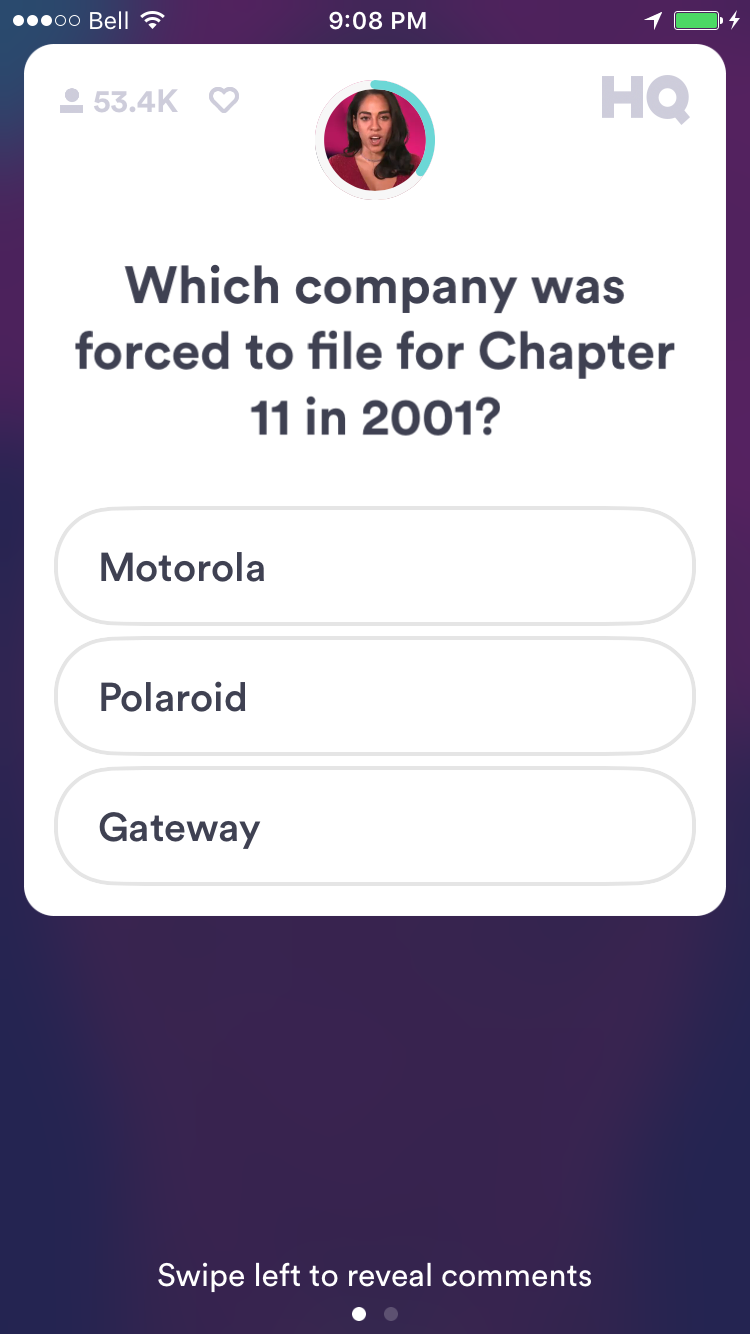 Bell 9:08 PM
53.4K HQ
Which company was
forced to file for Chapter
11 in 2001?
Motorola
Polaroid
Gateway
Swipe left to reveal comments